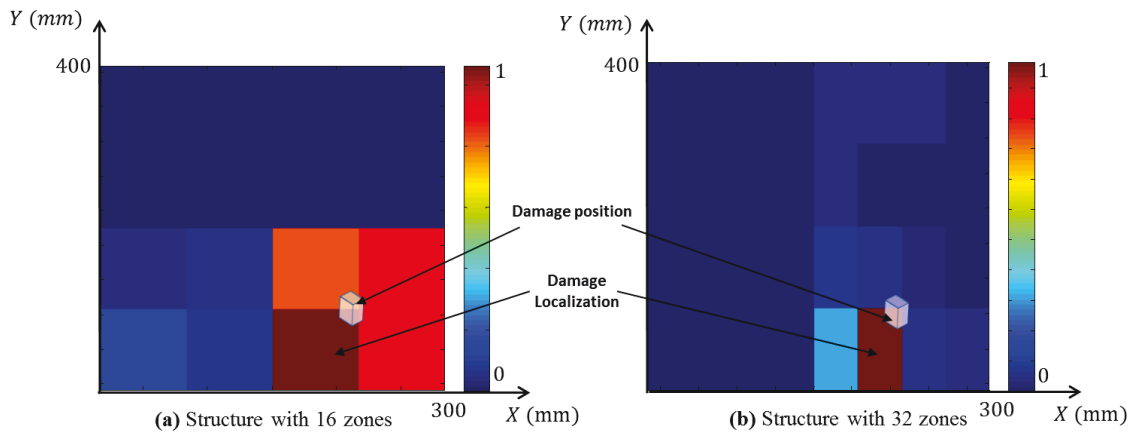 Y (mm)
400
1
0
300
X (mm)
(a) Structure with 16 zones
Damage position
Damage
Localization
Y (mm)
400
1
0
300
X (mm)
(b) Structure with 32 zones